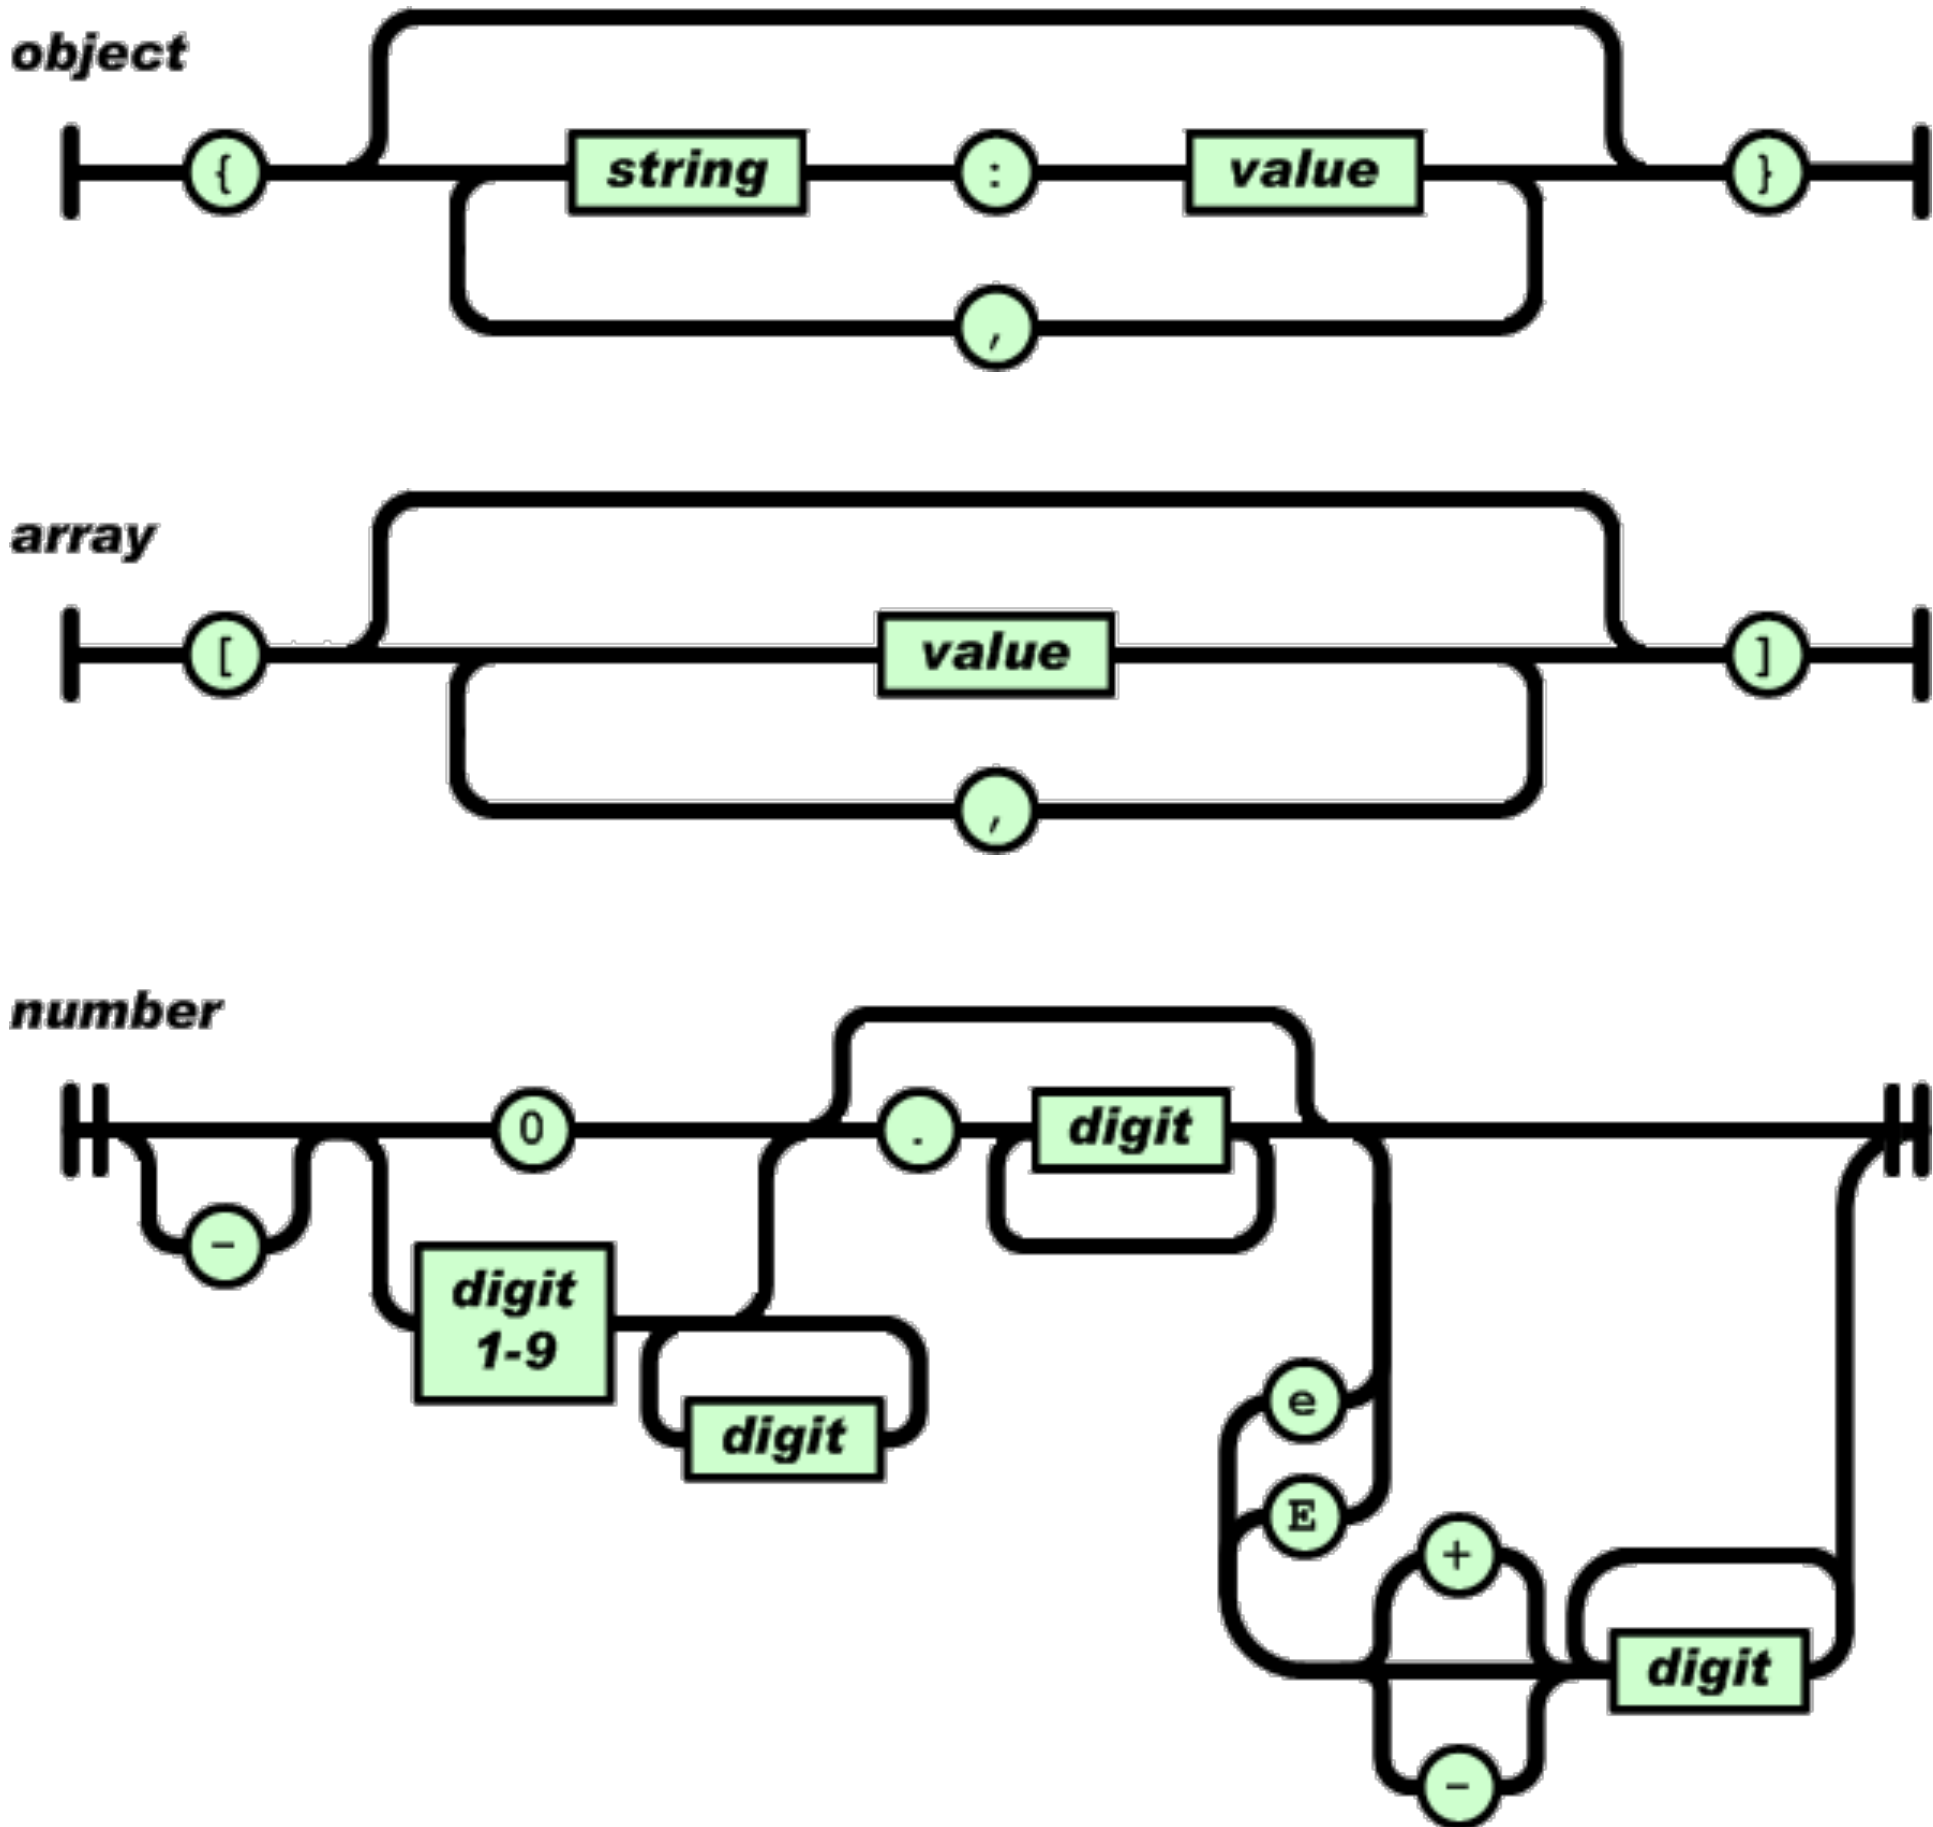 object
{ string : value }
,
array
[ value ]
,
number
0 . digit
-
digit
1-9
digit
e
E
+
digit
-